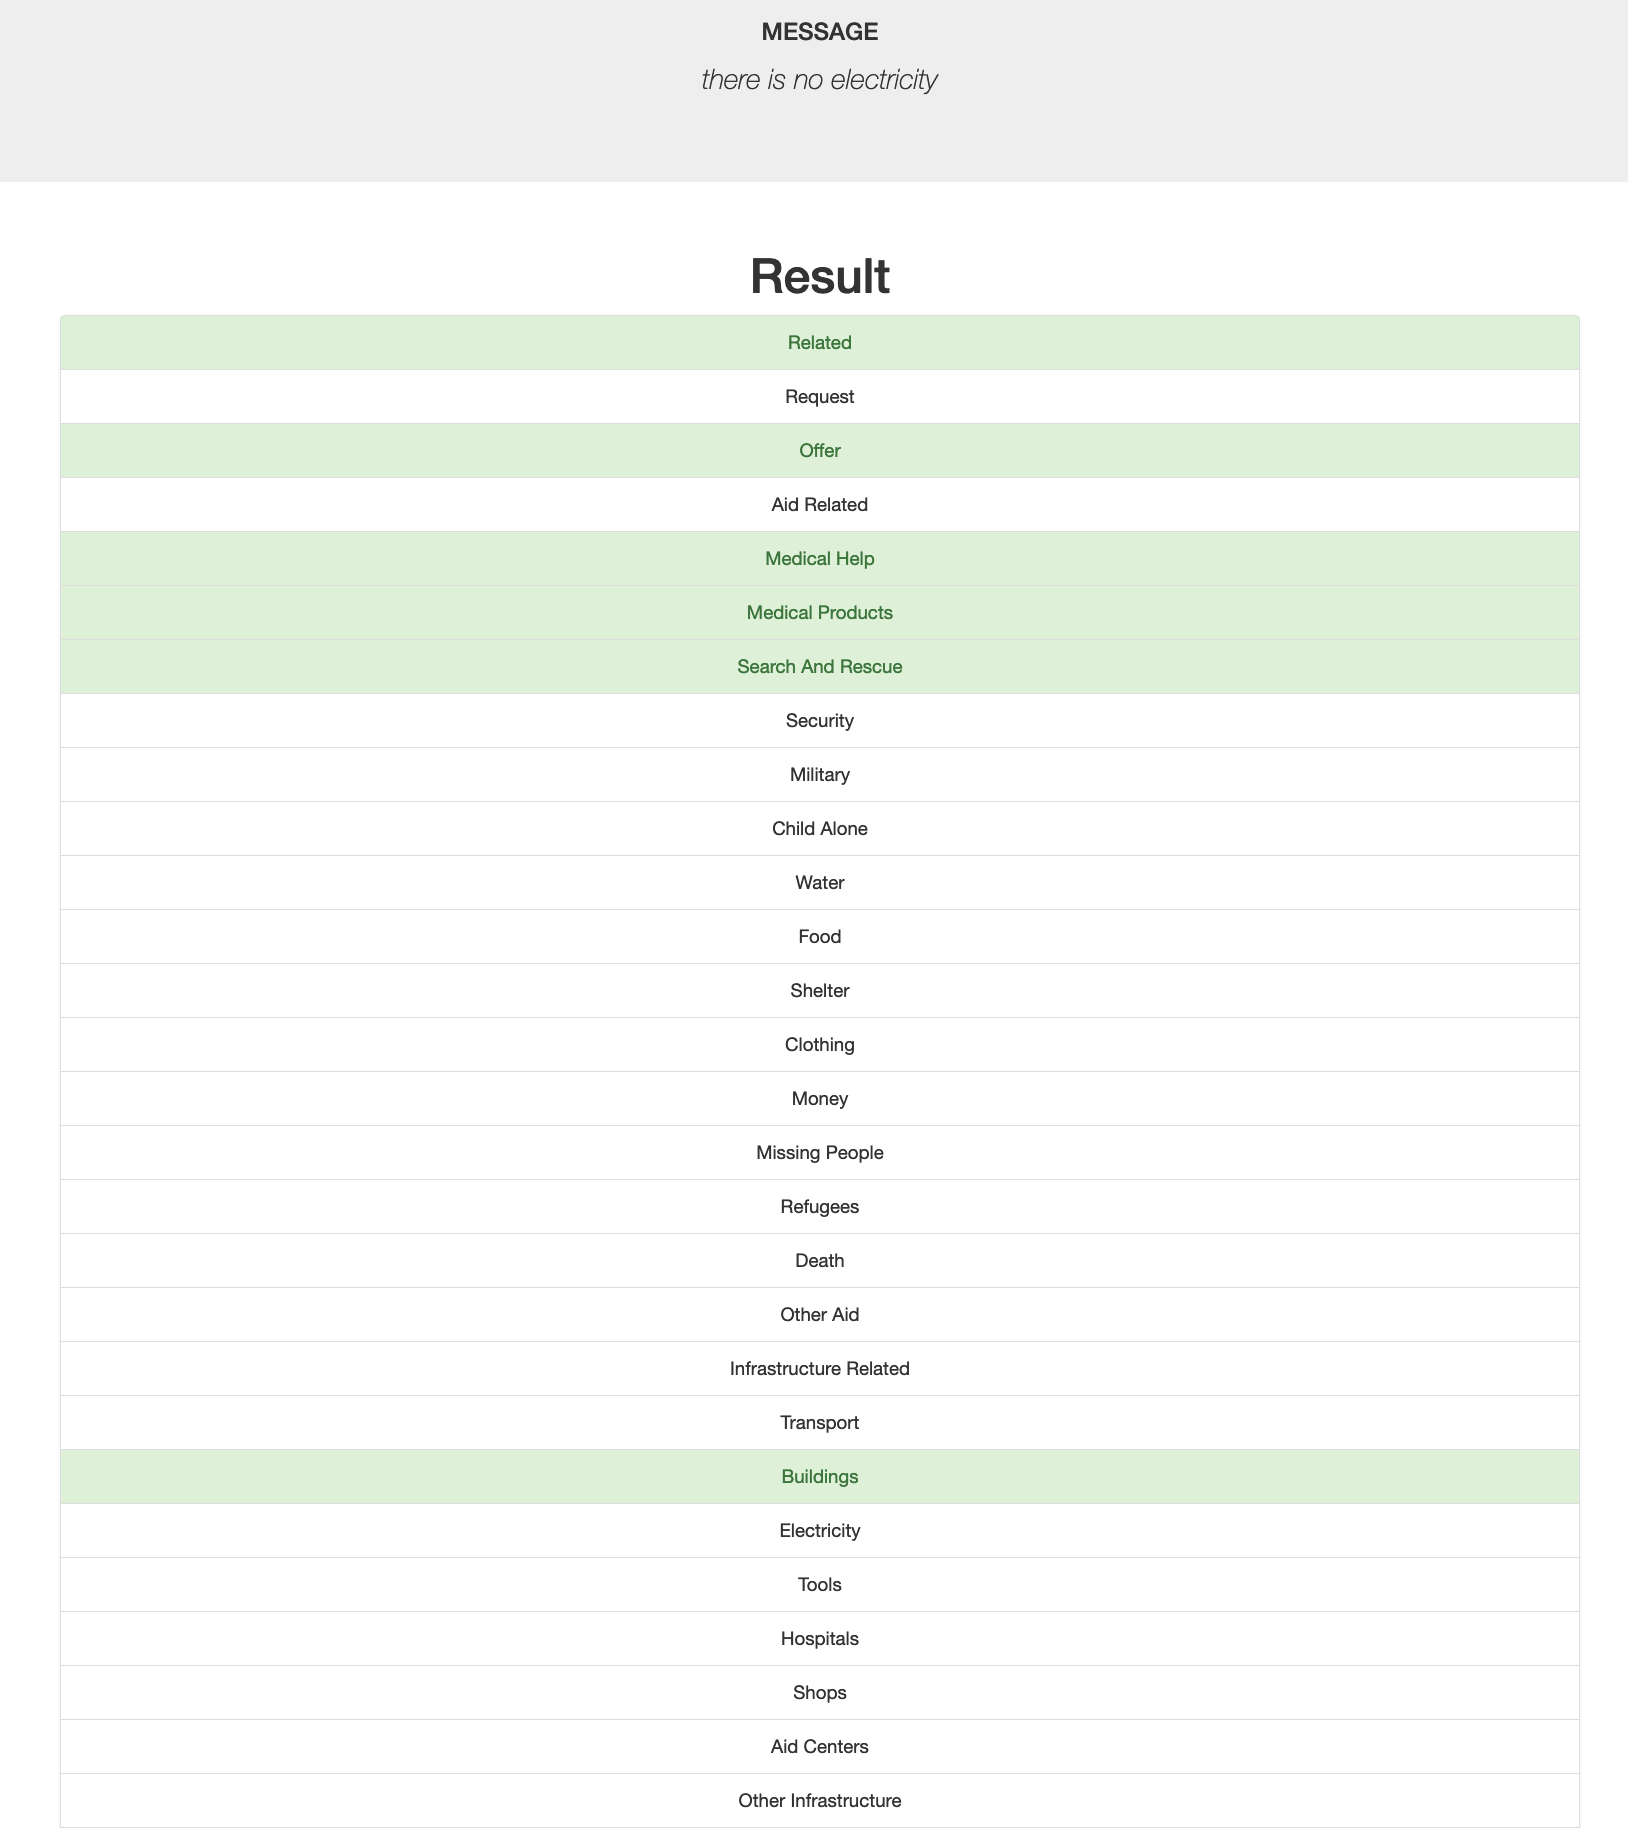 MESSAGE
there is no electricity
Result
Related
Request
Offer
Aid Related
Medical Help
Medical Products
Search And Rescue
Security
Military
Child Alone
Water
Food
Shelter
Clothing
Money
Missing People
Refugees
Death
Other Aid
Infrastructure Related
Transport
Buildings
Electricity
Tools
Hospitals
Shops
Aid Centers
Other Infrastructure